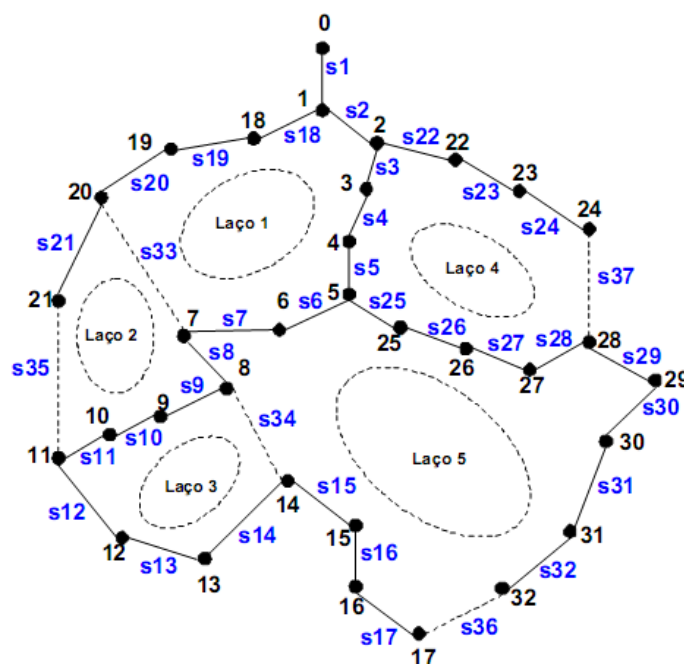 0
s1
1
s2
2
s22
22
18
s18
19
s19
s20
20
s3
3
s23
23
s24
24
s4
Laço 1
4
s21
s33
s5
Laço 4
s37
21
5
s6
6
s25
25
7
s7
s26
s27
s28
28
Laço 2
s8
26
27
s29
29
s35
8
s9
s30
9
10
s10
s34
30
11
s11
Laço 5
Laço 3
14
s15
s31
s12
s14
15
31
12
s13
s16
13
s32
16
32
s17
s36
17